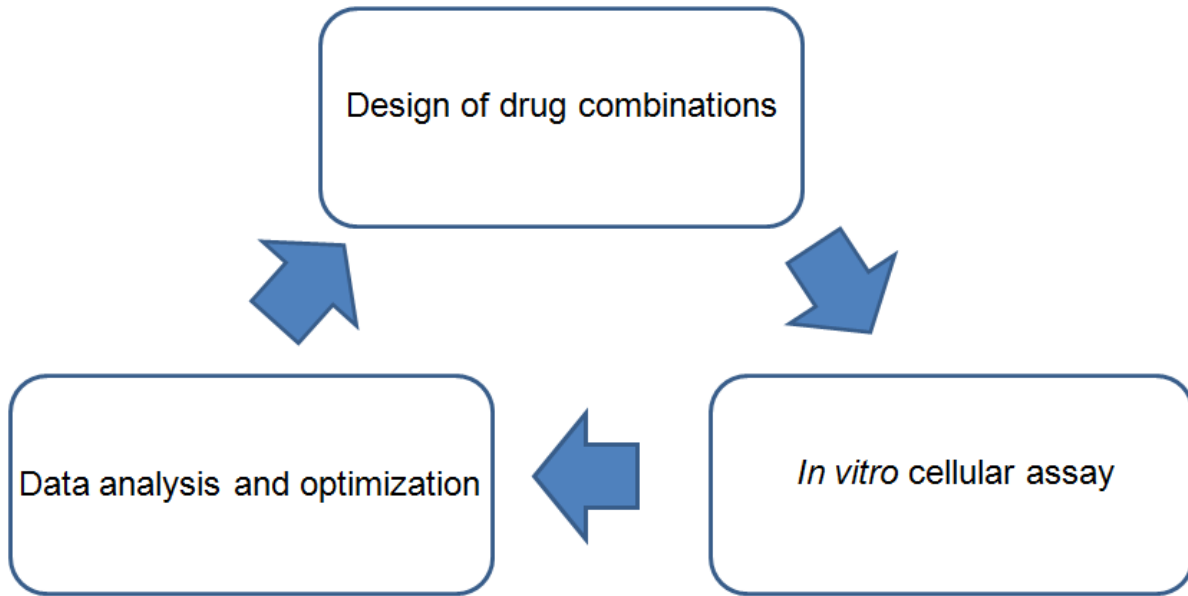 Design of drug combinations
Data analysis and optimization
In vitro cellular assay